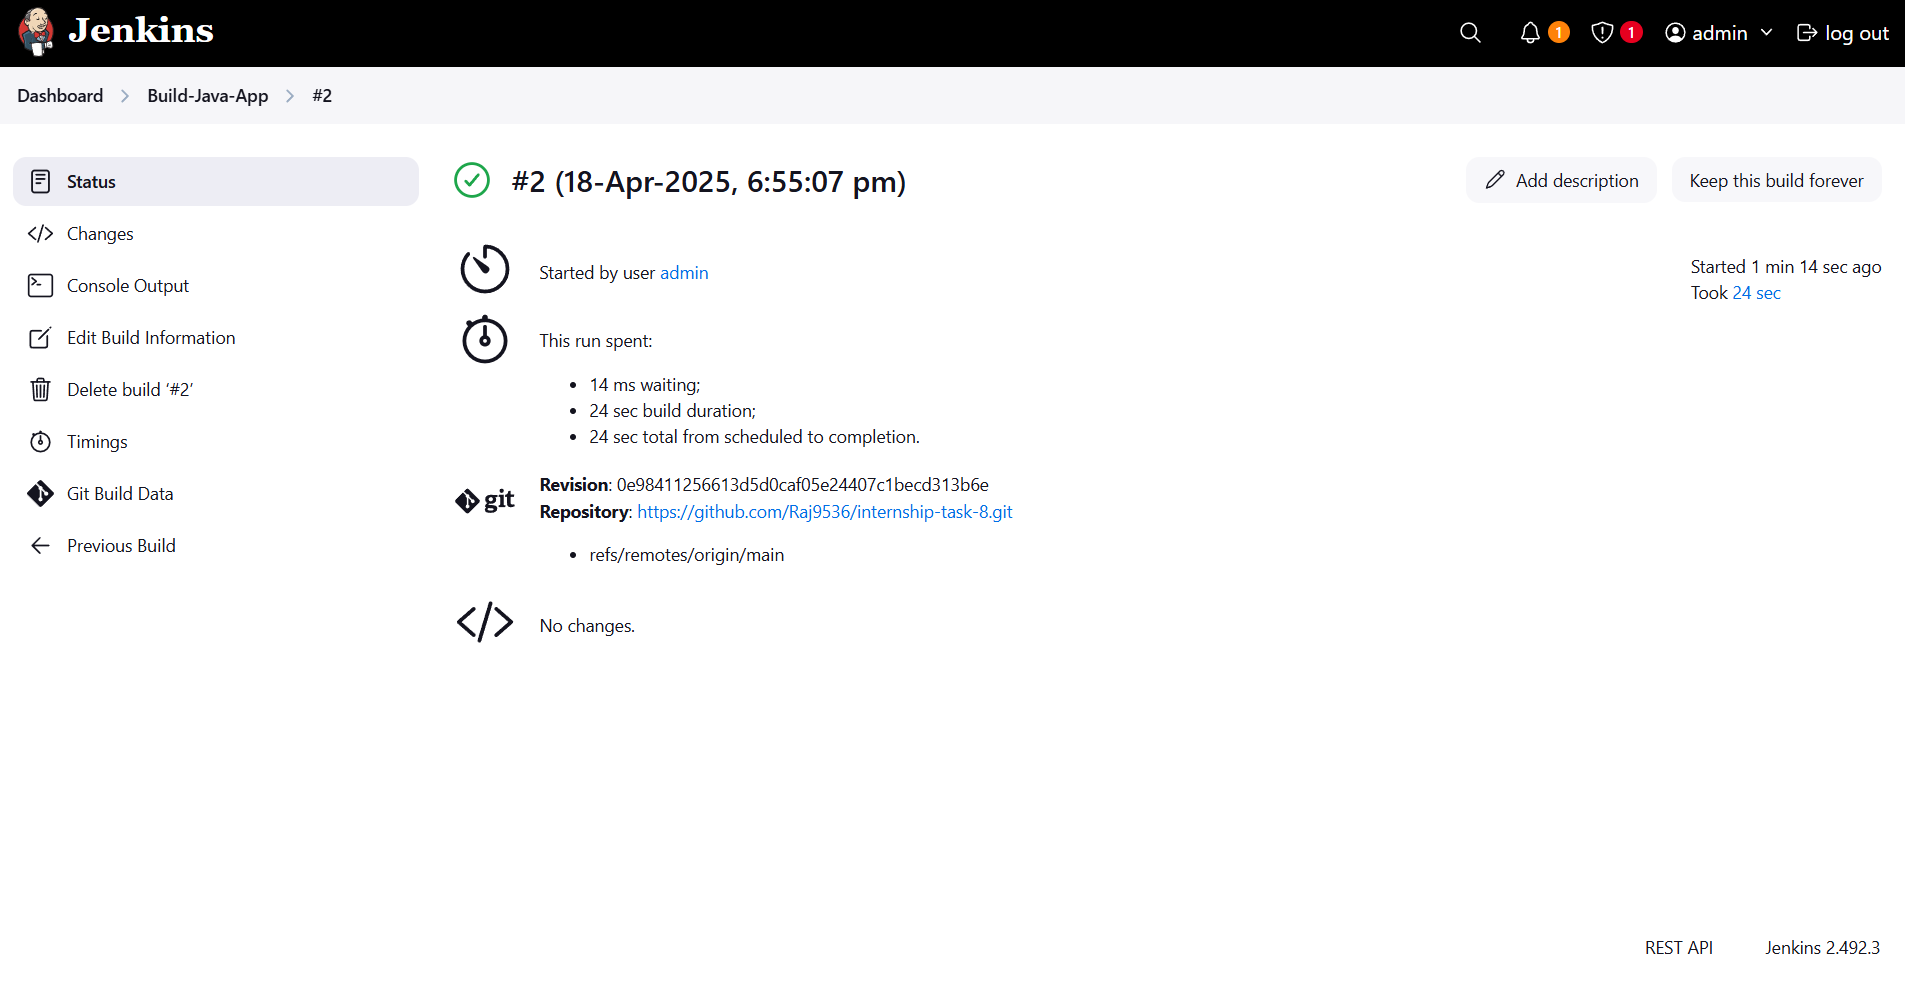 Jenkins
1
1
admin
log out
Dashboard
Build-Java-App
#2
Status
Changes
Console Output
Edit Build Information
Delete build ‘#2’
Timings
Git Build Data
Previous Build
#2 (18-Apr-2025, 6:55:07 pm)
Add description
Keep this build forever
Started by user admin
Started 1 min 14 sec ago
Took 24 sec
This run spent:
• 14 ms waiting;
• 24 sec build duration;
• 24 sec total from scheduled to completion.
git
Revision: 0e98411256613d5d0caf05e24407c1becd313b6e
Repository: https://github.com/Raj9536/internship-task-8.git
• refs/remotes/origin/main
No changes.
REST API
Jenkins 2.492.3